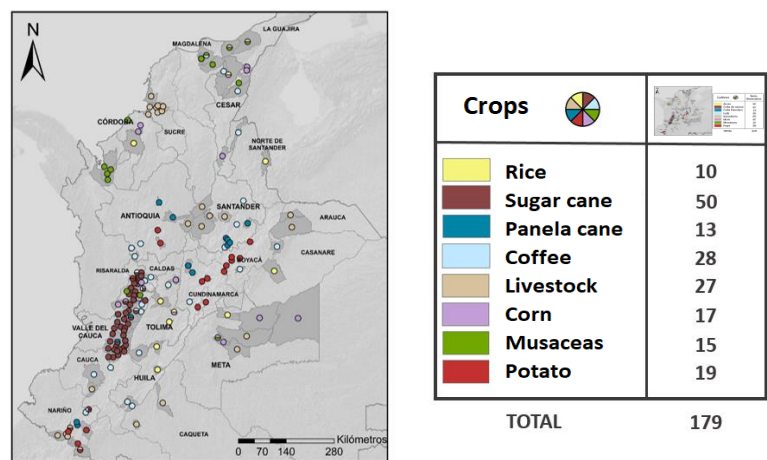 N
LA GUAJIRA
MAGDALENA
CESAR
CÓRDOBA
SUCRE
NORTE DE
SANTANDER
ANTIOQUIA
SANTANDER
ARAUCA
CASANARE
BOYACÁ
RISARALDA
CALDAS
CUNDINAMARCA
VALLE DEL
CAUCA
TOLIMA
META
CAUCA
HUILA
NARIÑO
CAQUETA
Kilómetros
0 70 140 280
Crops
Rice 10
Sugar cane 50
Panela cane 13
Coffee 28
Livestock 27
Corn 17
Musaceas 15
Potato 19
TOTAL 179